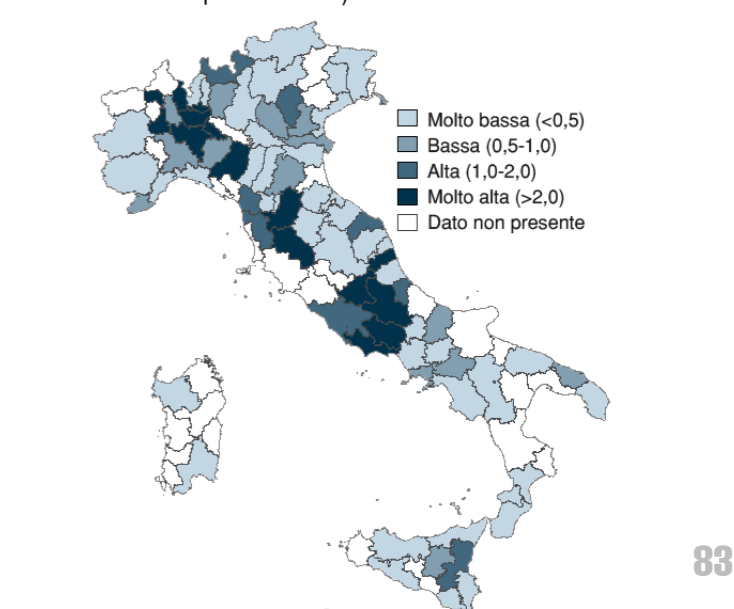 Molto bassa (<0,5)
Bassa (0,5-1,0)
Alta (1,0-2,0)
Molto alta (>2,0)
Dato non presente
83